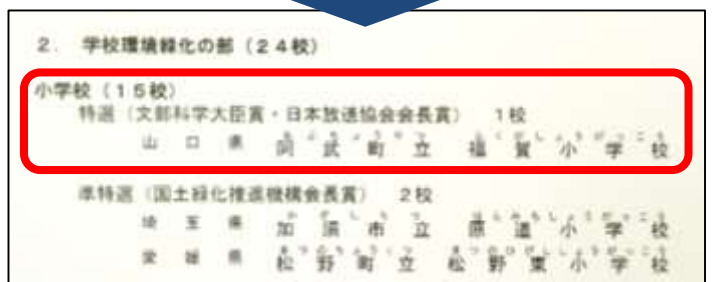 2. 学校環境緑化の部(24校)
小学校(15校)
特選(文部科学大臣賞・日本放送協会会長賞) 1校
山口県 阿武町立 福賀小学校
準特選(国土緑化推進機構会長賞) 2校
埼玉県 加須市立 原道小学校
愛媛県 松野町立 松野東小学校